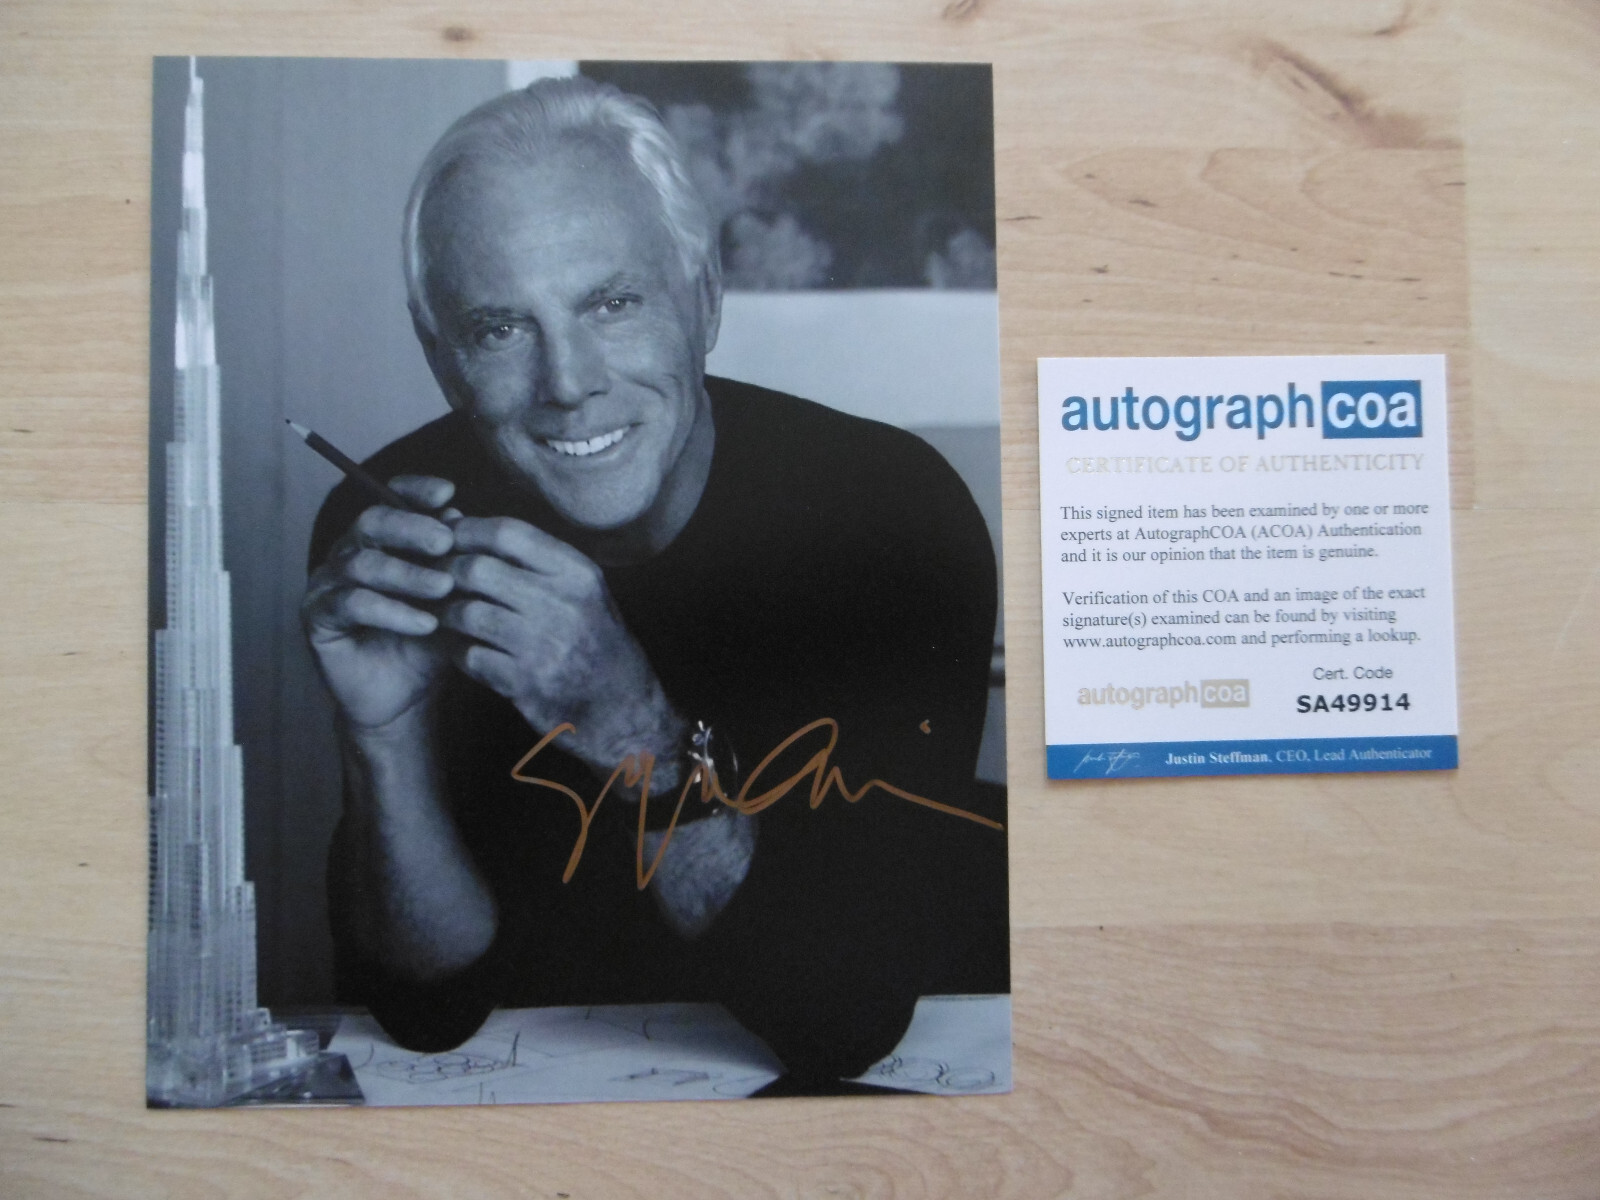 autographcoa
CERTIFICATE OF AUTHENTICITY
This signed item has been examined by one or more
experts at AutographCOA (ACOA) Authentication
and it is our opinion that the item is genuine.
Verification of this COA and an image of the exact
signature(s) examined can be found by visiting
www.autographcoa.com and performing a lookup.
autographcoa
Cert. Code
SA49914
Justin Steffman, CEO, Lead Authenticator